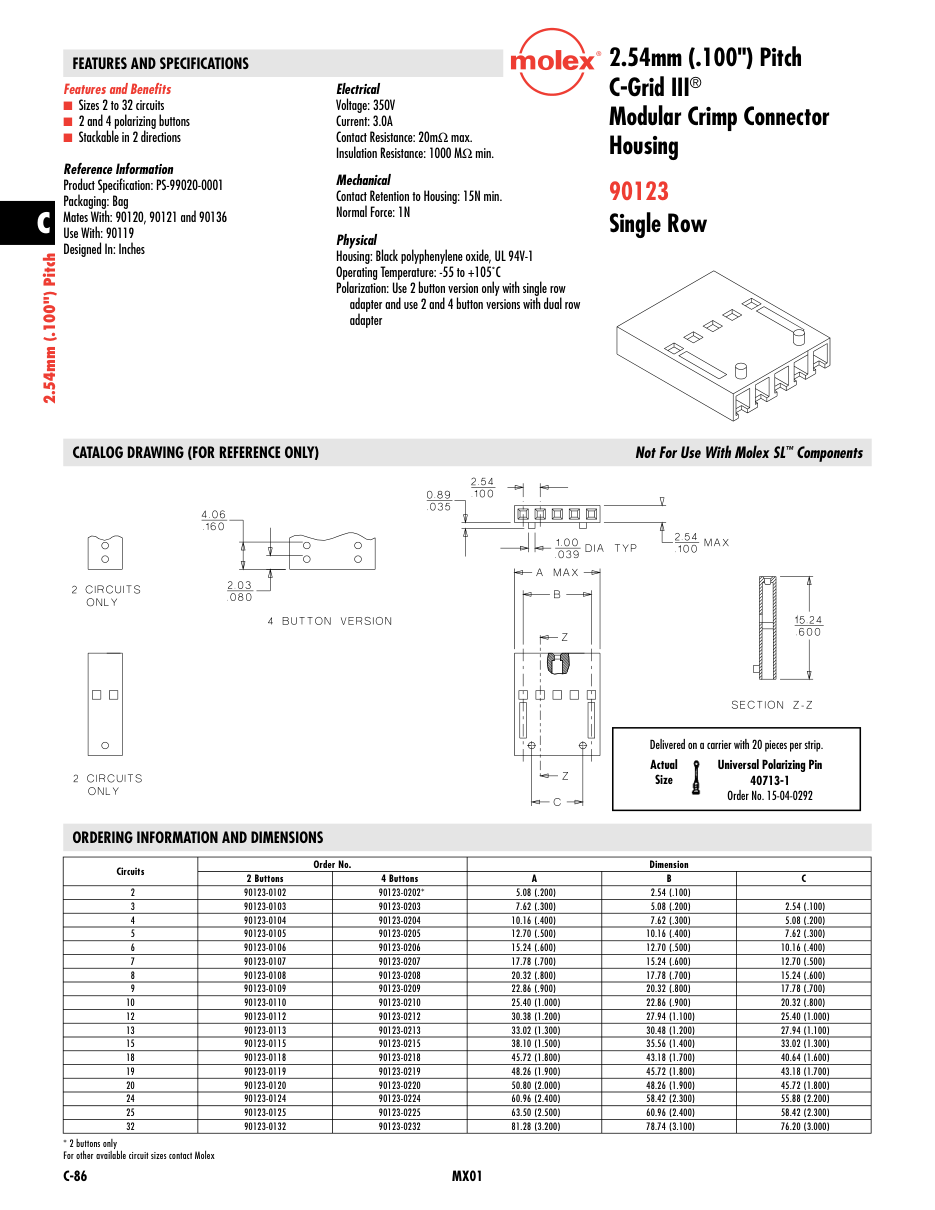 FEATURES AND SPECIFICATIONS
Features and Benefits
■ Sizes 2 to 32 circuits
■ 2 and 4 polarizing buttons
■ Stackable in 2 directions
Reference Information
Product Specification: PS-99020-0001
Packaging: Bag
Mates With: 90120, 90121 and 90136
Use With: 90119
Designed In: Inches
Electrical
Voltage: 350V
Current: 3.0A
Contact Resistance: 20mΩ max.
Insulation Resistance: 1000 MΩ min.
Mechanical
Contact Retention to Housing: 15N min.
Normal Force: 1N
Physical
Housing: Black polyphenylene oxide, UL 94V-1
Operating Temperature: -55 to +105˚C
Polarization: Use 2 button version only with single row
adapter and use 2 and 4 button versions with dual row
adapter
molex®
2.54mm (.100") Pitch
C-Grid III®
Modular Crimp Connector
Housing
90123
Single Row
C
2.54mm (.100") Pitch
CATALOG DRAWING (FOR REFERENCE ONLY) Not For Use With Molex SL™ Components
2 CIRCUITS
ONLY
4.06
.160
2.03
.080
4 BUTTON VERSION
0.89
.035
2.54
.100
1.00
.039 DIA TYP
2.54
.100 MAX
A MAX
B
Z
Z
C
15.24
.600
SECTION Z-Z
2 CIRCUITS
ONLY
Delivered on a carrier with 20 pieces per strip.
Actual
Size
Universal Polarizing Pin
40713-1
Order No. 15-04-0292
ORDERING INFORMATION AND DIMENSIONS
Circuits Order No. Dimension
2 Buttons 4 Buttons A B C
2 90123-0102 90123-0202* 5.08 (.200) 2.54 (.100)
3 90123-0103 90123-0203 7.62 (.300) 5.08 (.200) 2.54 (.100)
4 90123-0104 90123-0204 10.16 (.400) 7.62 (.300) 5.08 (.200)
5 90123-0105 90123-0205 12.70 (.500) 10.16 (.400) 7.62 (.300)
6 90123-0106 90123-0206 15.24 (.600) 12.70 (.500) 10.16 (.400)
7 90123-0107 90123-0207 17.78 (.700) 15.24 (.600) 12.70 (.500)
8 90123-0108 90123-0208 20.32 (.800) 17.78 (.700) 15.24 (.600)
9 90123-0109 90123-0209 22.86 (.900) 20.32 (.800) 17.78 (.700)
10 90123-0110 90123-0210 25.40 (1.000) 22.86 (.900) 20.32 (.800)
12 90123-0112 90123-0212 30.38 (1.200) 27.94 (1.100) 25.40 (1.000)
13 90123-0113 90123-0213 33.02 (1.300) 30.48 (1.200) 27.94 (1.100)
15 90123-0115 90123-0215 38.10 (1.500) 35.56 (1.400) 33.02 (1.300)
18 90123-0118 90123-0218 45.72 (1.800) 43.18 (1.700) 40.64 (1.600)
19 90123-0119 90123-0219 48.26 (1.900) 45.72 (1.800) 43.18 (1.700)
20 90123-0120 90123-0220 50.80 (2.000) 48.26 (1.900) 45.72 (1.800)
24 90123-0124 90123-0224 60.96 (2.400) 58.42 (2.300) 55.88 (2.200)
25 90123-0125 90123-0225 63.50 (2.500) 60.96 (2.400) 58.42 (2.300)
32 90123-0132 90123-0232 81.28 (3.200) 78.74 (3.100) 76.20 (3.000)
* 2 buttons only
For other available circuit sizes contact Molex
C-86 MX01